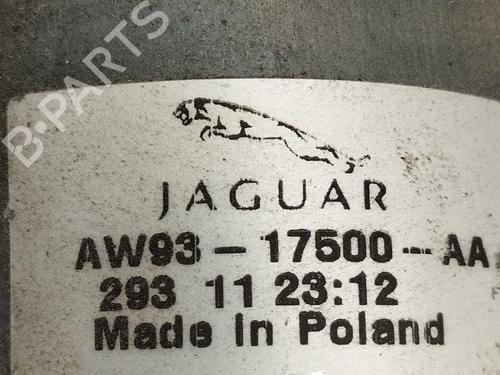 B-PARTS
JAGUAR
AW93-17500-AA
293 11 23:12
Made in Poland